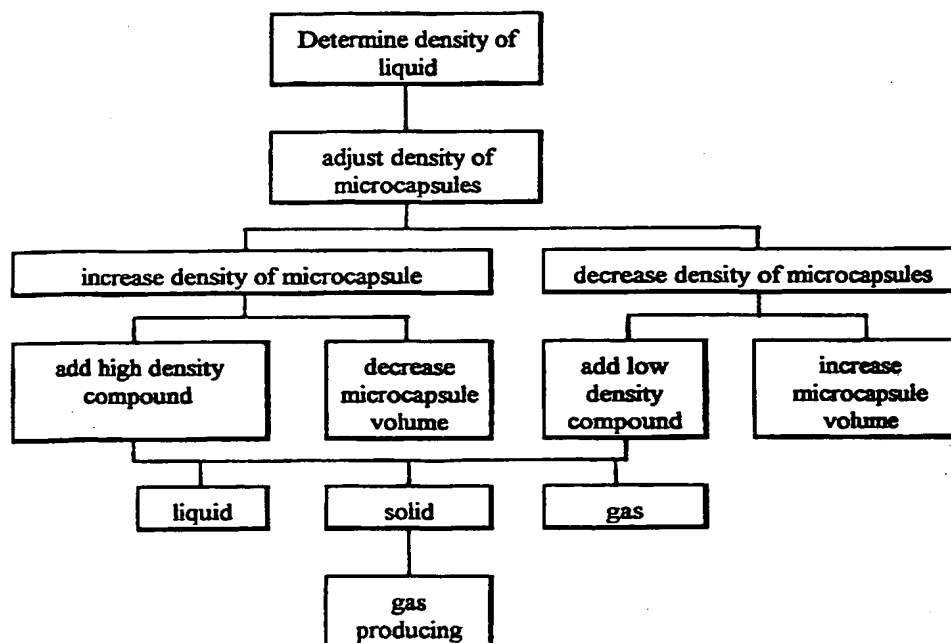 Determine density of
liquid
adjust density of
microcapsules
increase density of microcapsule
decrease density of microcapsules
add high density
compound
decrease
microcapsule
volume
add low
density
compound
increase
microcapsule
volume
liquid
solid
gas
gas
producing